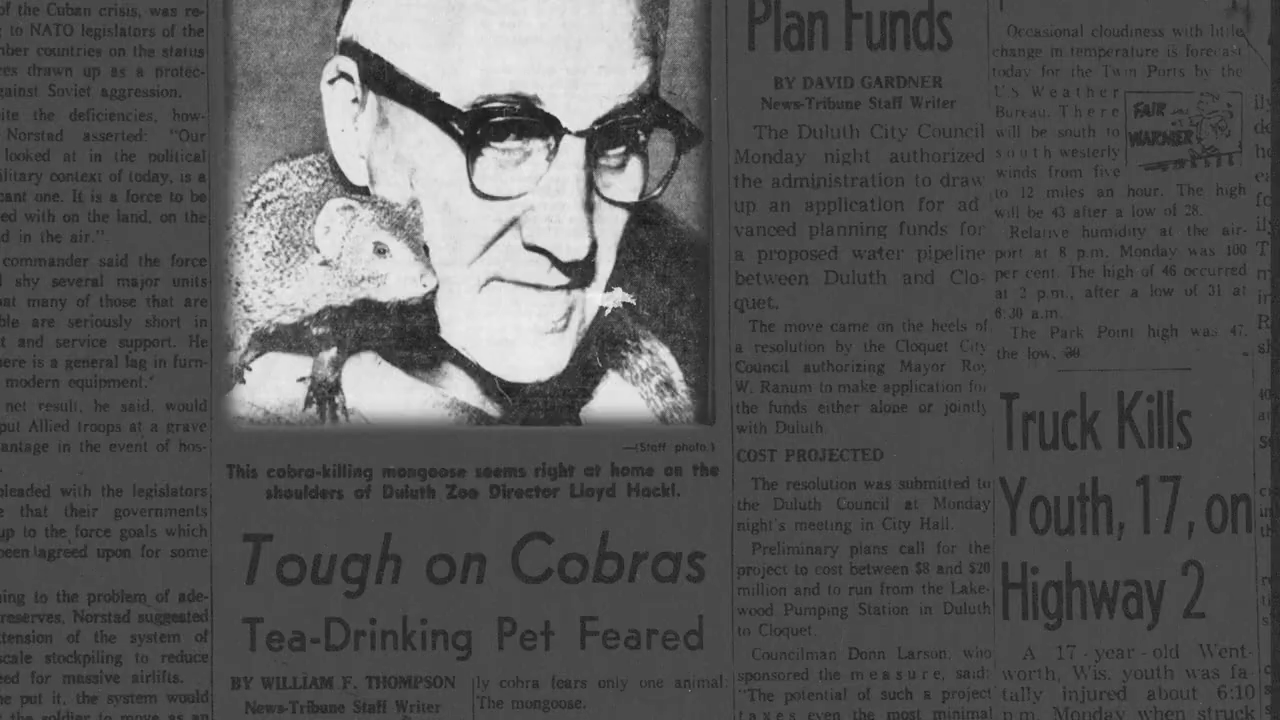 of the Cuban crisis, was re-
to NATO legislators of the
mber countries on the status
drawn up as a protec-
against Soviet aggression.
the deficiencies, how-
Norstad asserted: "Our
looked at in the political
military context of today, is a
cant one. It is a force to be
ed with on the land, on the
d in the air."
commander said the force
shy several major units
at many of those that are
ble are seriously short in
t and service support. He
here is a general lag in furn-
modern equipment."
net result, he said, would
put Allied troops at a grave
antage in the event of hos-
pleaded with the legislators
that their governments
up to the force goals which
been agreed upon for some
ing to the problem of ade-
reserves, Norstad suggested
tension of the system of
scale stockpiling to reduce
eed for massive airlifts.
he put it, the system would
the soldier to move as an
—(Staff photo.)
This cobra-killing mongoose seems right at home on the
shoulders of Duluth Zoo Director Lloyd Hackl.
Tough on Cobras
Tea-Drinking Pet Feared
BY WILLIAM F. THOMPSON
News-Tribune Staff Writer
ly cobra fears only one animal:
The mongoose.
Plan Funds
BY DAVID GARDNER
News-Tribune Staff Writer
The Duluth City Council
Monday night authorized
the administration to draw
up an application for ad
vanced planning funds for
a proposed water pipeline
between Duluth and Clo-
quet.
The move came on the heels of
a resolution by the Cloquet City
Council authorizing Mayor Roy
W. Ranum to make application for
the funds either alone or jointly
with Duluth.
COST PROJECTED
The resolution was submitted to
the Duluth Council at Monday
night's meeting in City Hall.
Preliminary plans call for the
project to cost between $8 and $20
million and to run from the Lake-
wood Pumping Station in Duluth
to Cloquet.
Councilman Donn Larson, who
sponsored the measure, said:
"The potential of such a project
takes even the most minimal
Occasional cloudiness with little
change in temperature is forecast
today for the Twin Ports by the
US Weather
Bureau. There
will be south to
southwesterly
winds from five
to 12 miles an hour. The high
will be 43 after a low of 28.
FAIR and
WARMER
Relative humidity at the air-
port at 8 p.m. Monday was 100
per cent. The high of 46 occurred
at 2 p.m., after a low of 31 at
6:30 a.m.
The Park Point high was 47,
the low, 30
Truck Kills
Youth, 17, on
Highway 2
A 17-year-old Went-
worth, Wis. youth was fa-
tally injured about 6:10
p.m. Monday when struck